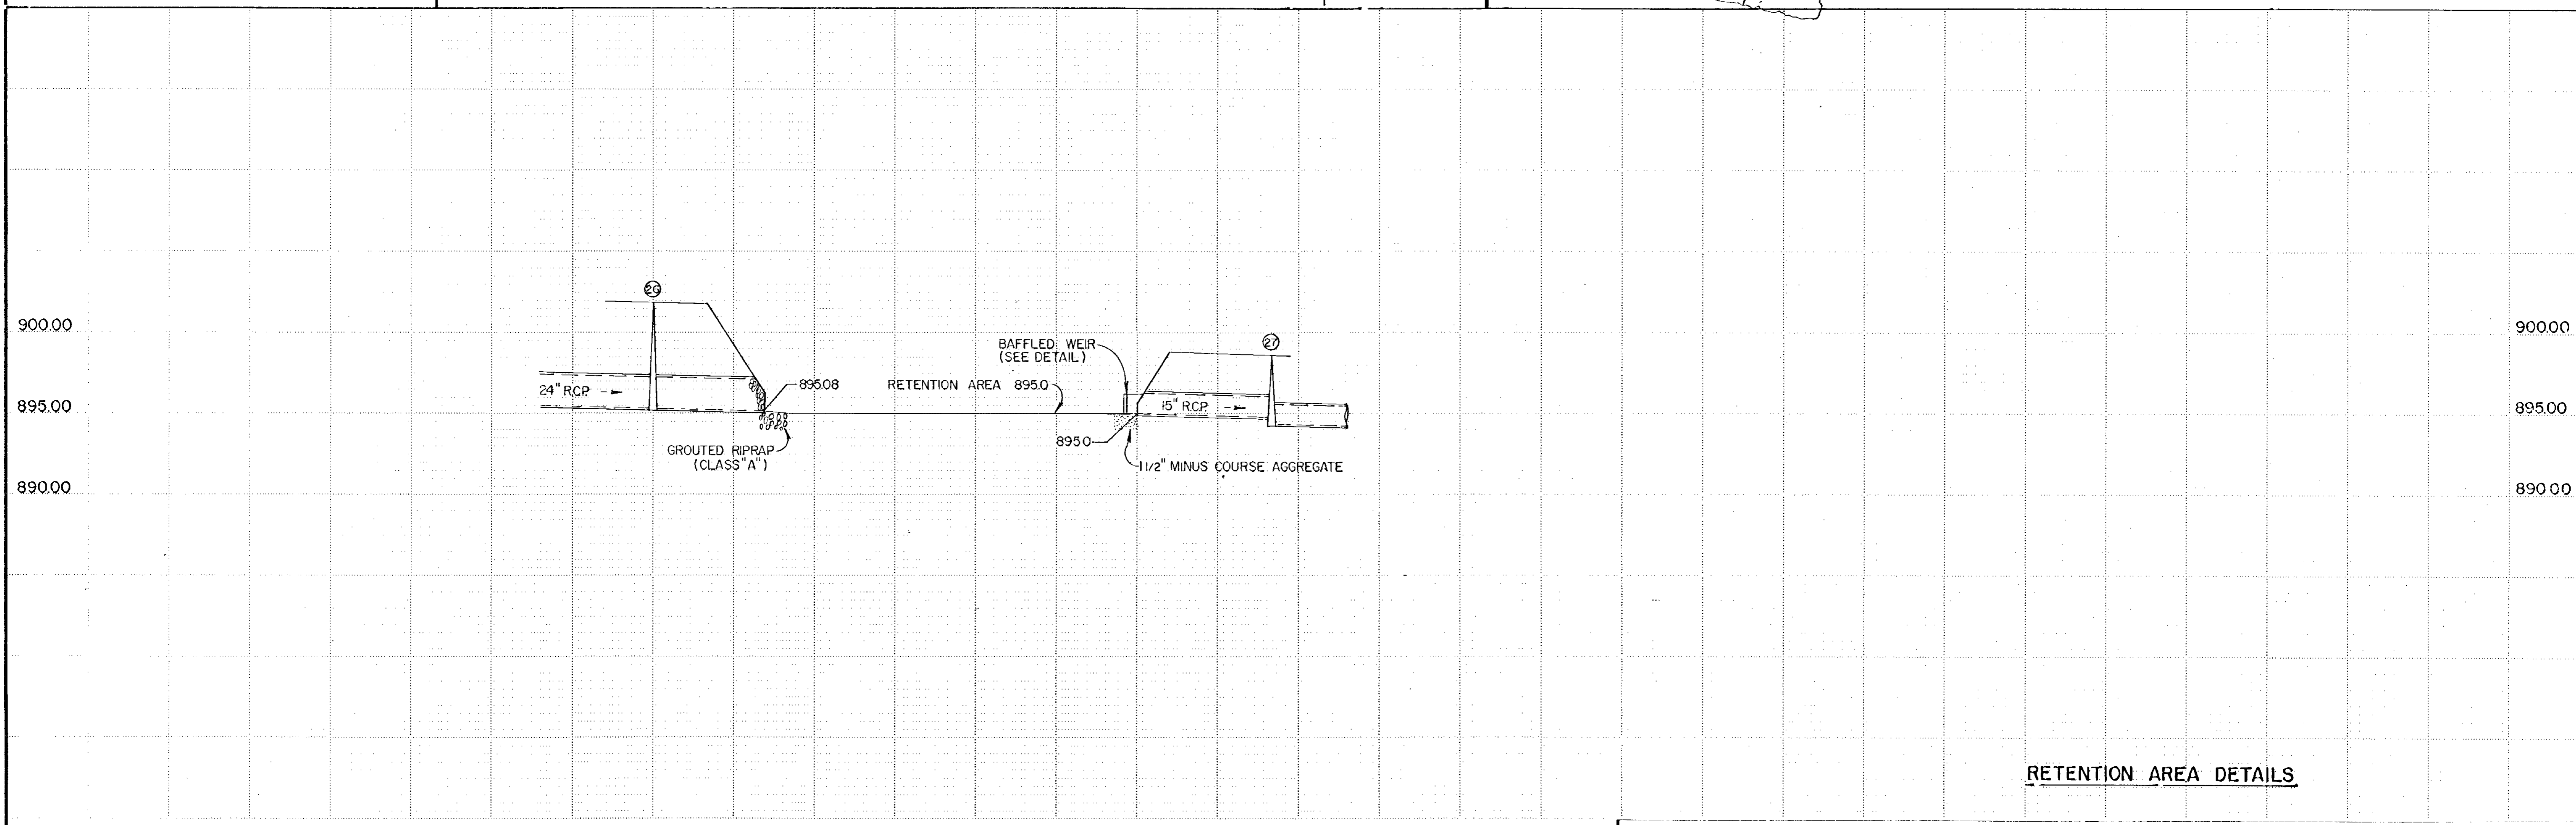 26
900.00
900.00
27
BAFFLED WEIR
(SEE DETAIL)
895.08
RETENTION AREA 895.0
24" R.C.P.
15" R.C.P.
895.00
895.00
895.0
GROUTED RIPRAP
(CLASS "A")
1 1/2" MINUS COURSE AGGREGATE
890.00
890.00
RETENTION AREA DETAILS